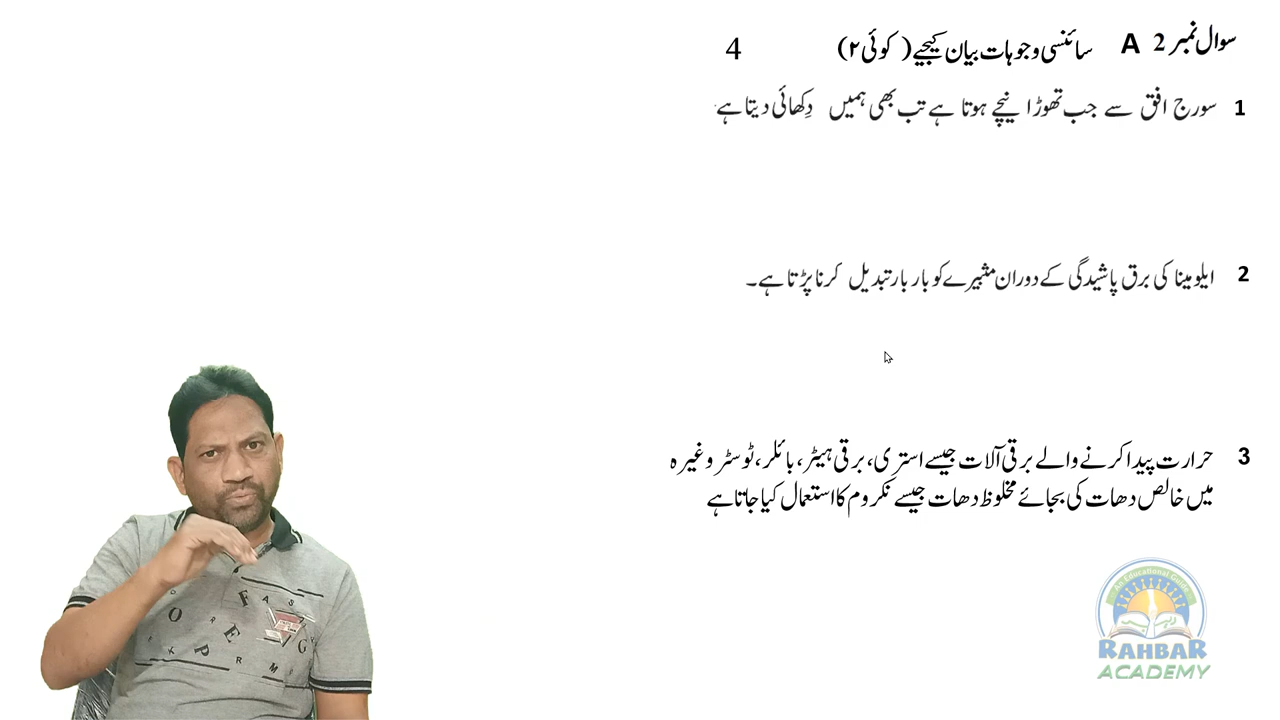 سوال نمبر 2 A سائنسی وجوہات بیان کیجیے ( کوئی ۲) 4
1 سورج افق سے جب تھوڑا نیچے ہوتا ہے تب بھی ہمیں دِکھائی دیتا ہے۔
2 ایلومینا کی برق پاشیدگی کے دوران مثبیرے کو بار بار تبدیل کرنا پڑتا ہے۔
3 حرارت پیدا کرنے والے برقی آلات جیسے استری، برقی ہیٹر، بائلر، ٹوسٹر وغیرہ
میں خالص دھات کی بجائے مخلوط دھات جیسے نکروم کا استعمال کیا جاتا ہے
An Educational Guide
RAHBAR
ACADEMY